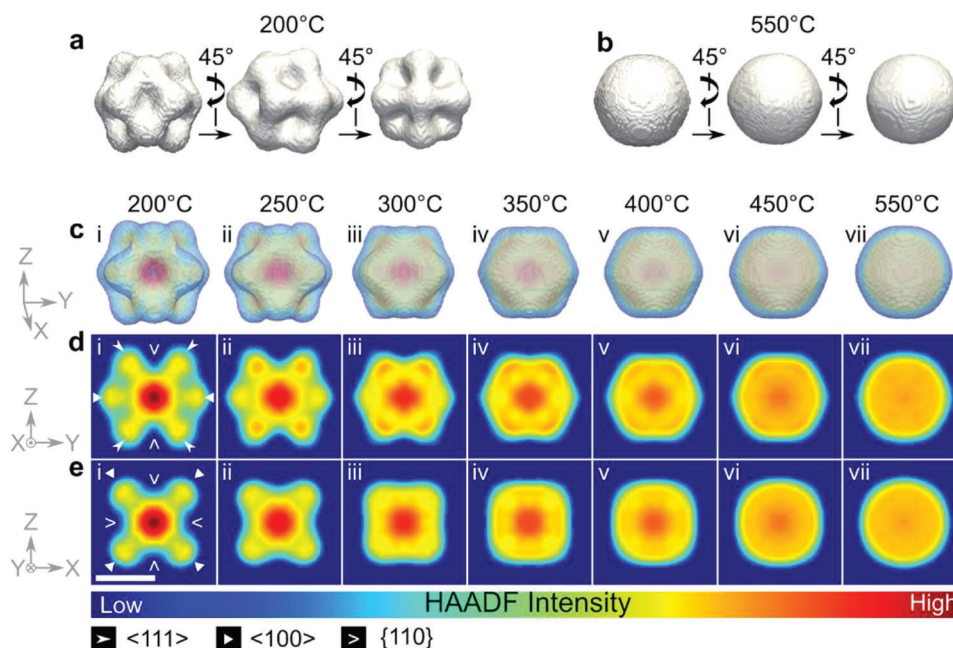 200°C
550°C
a
45°
45°
b
45°
45°
200°C
250°C
300°C
350°C
400°C
450°C
550°C
c
i
ii
iii
iv
v
vi
vii
Z
Y
X
d
i
ii
iii
iv
v
vi
vii
Z
X
Y
e
i
ii
iii
iv
v
vi
vii
Z
Y
X
Low
HAADF Intensity
High
<111>
<100>
{110}